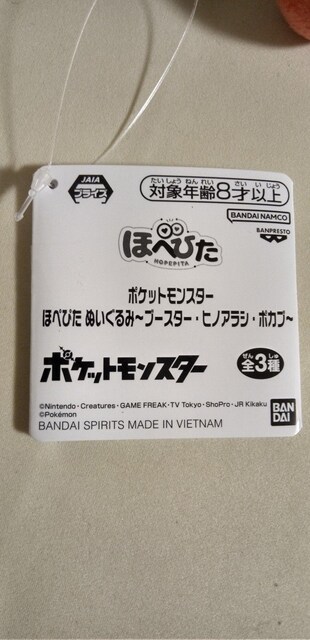 JAIA
プライズ
たいしょうねんれい さいいじょう
対象年齢8才以上
BANDAI NAMCO
BANPRESTO
ほぺぴた
HOPEPITA
ポケットモンスター
ほぺぴた ぬいぐるみ~ブースター・ヒノアラシ・ポカブ~
ポケットモンスター
ぜん しゅ
全3種
©Nintendo・Creatures・GAME FREAK・TV Tokyo・ShoPro・JR Kikaku
©Pokémon
BAN
DAI
BANDAI SPIRITS MADE IN VIETNAM